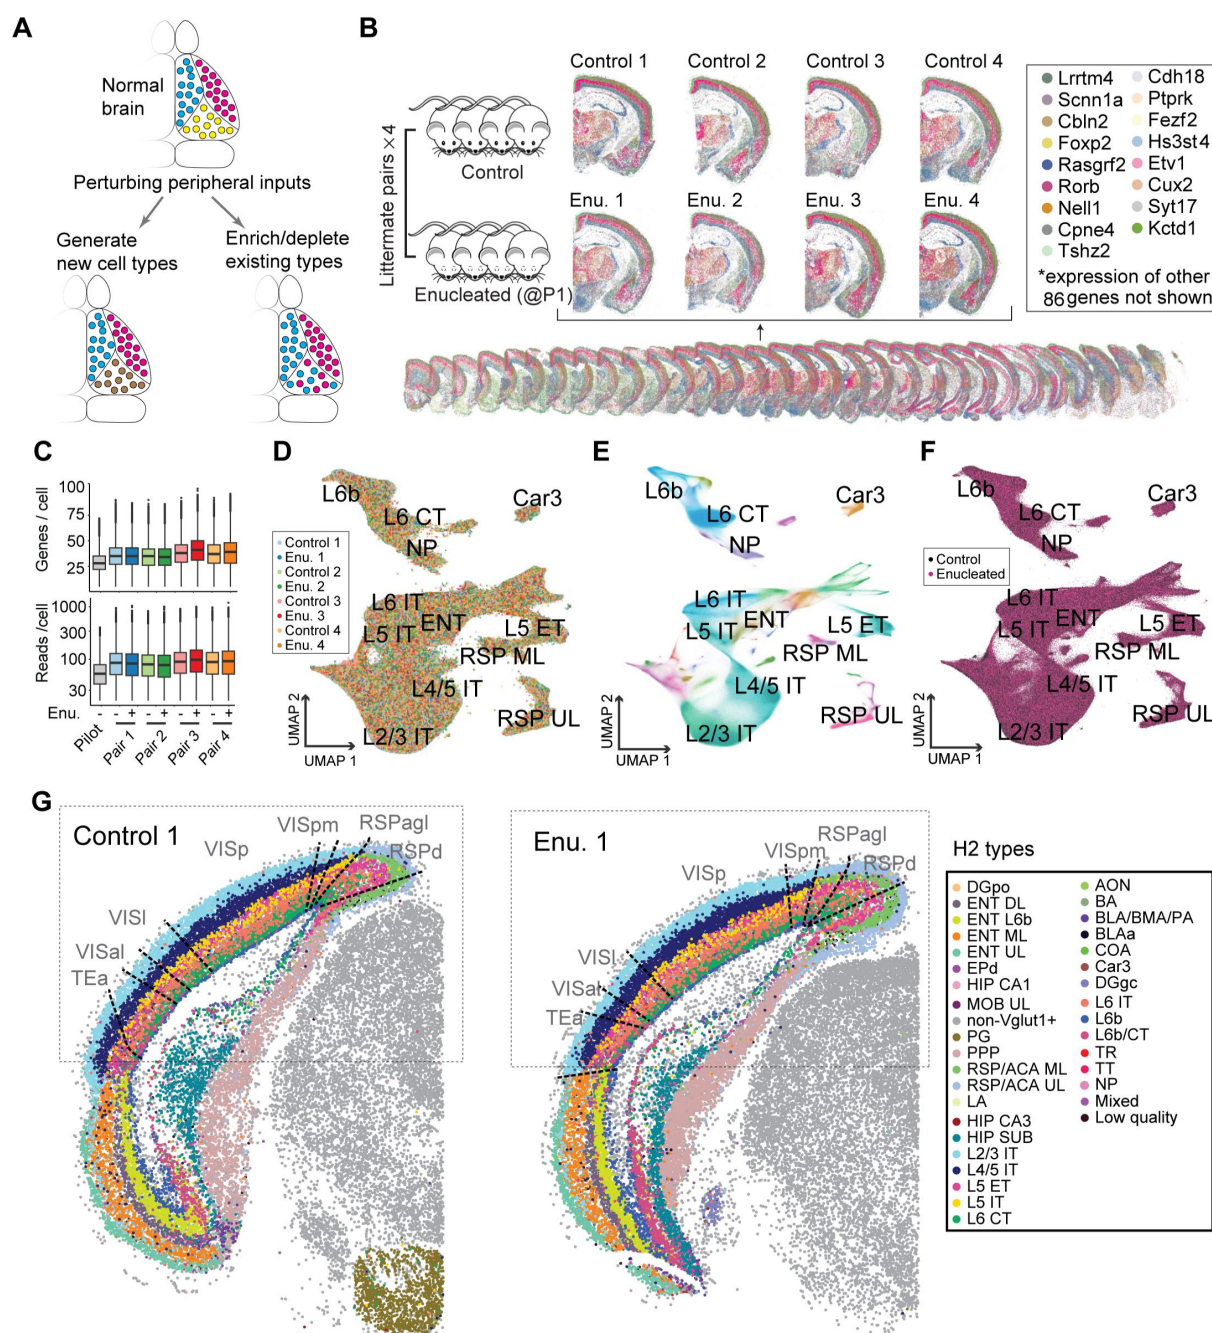 A
Normal
brain
Perturbing peripheral inputs
Generate
new cell types
Enrich/deplete
existing types
B
Littermate pairs × 4
Control
Enucleated (@P1)
Control 1
Control 2
Control 3
Control 4
Enu. 1
Enu. 2
Enu. 3
Enu. 4
Lrrtm4
Scnn1a
Cbln2
Foxp2
Rasgrf2
Rorb
Nell1
Cpne4
Tshz2
Cdh18
Ptprk
Fezf2
Hs3st4
Etv1
Cux2
Syt17
Kctd1
*expression of other
86 genes not shown
C
Genes / cell
100
75
50
25
Reads /cell
1000
300
100
30
Enu. - - + - + - + - +
Pilot
Pair 1
Pair 2
Pair 3
Pair 4
D
L6b
L6 CT
NP
Car3
Control 1
Enu. 1
Control 2
Enu. 2
Control 3
Enu. 3
Control 4
Enu. 4
L6 IT
L5 IT
ENT
L5 ET
RSP ML
L4/5 IT
RSP UL
L2/3 IT
UMAP 2
UMAP 1
E
L6b
L6 CT
NP
Car3
L6 IT
L5 IT
ENT
L5 ET
RSP ML
L4/5 IT
RSP UL
L2/3 IT
UMAP 2
UMAP 1
F
L6b
L6 CT
NP
Car3
Control
Enucleated
L6 IT
L5 IT
ENT
L5 ET
RSP ML
L4/5 IT
RSP UL
L2/3 IT
UMAP 2
UMAP 1
G
Control 1
VISp
VISpm
RSPagl
RSPd
VISl
VISal
TEa
Enu. 1
VISp
VISpm
RSPagl
RSPd
VISl
VISal
TEa
H2 types
DGpo
ENT DL
ENT L6b
ENT ML
ENT UL
EPd
HIP CA1
MOB UL
non-Vglut1+
PG
PPP
RSP/ACA ML
RSP/ACA UL
LA
HIP CA3
HIP SUB
L2/3 IT
L4/5 IT
L5 ET
L5 IT
L6 CT
AON
BA
BLA/BMA/PA
BLAa
COA
Car3
DGgc
L6 IT
L6b
L6b/CT
TR
TT
NP
Mixed
Low quality